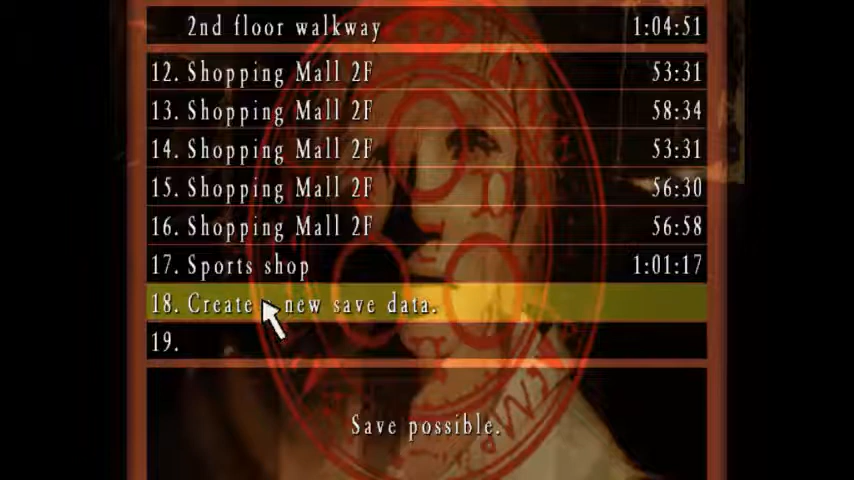 2nd floor walkway 1:04:51
12. Shopping Mall 2F 53:31
13. Shopping Mall 2F 58:34
14. Shopping Mall 2F 53:31
15. Shopping Mall 2F 56:30
16. Shopping Mall 2F 56:58
17. Sports shop 1:01:17
18. Create new save data.
19.
Save possible.